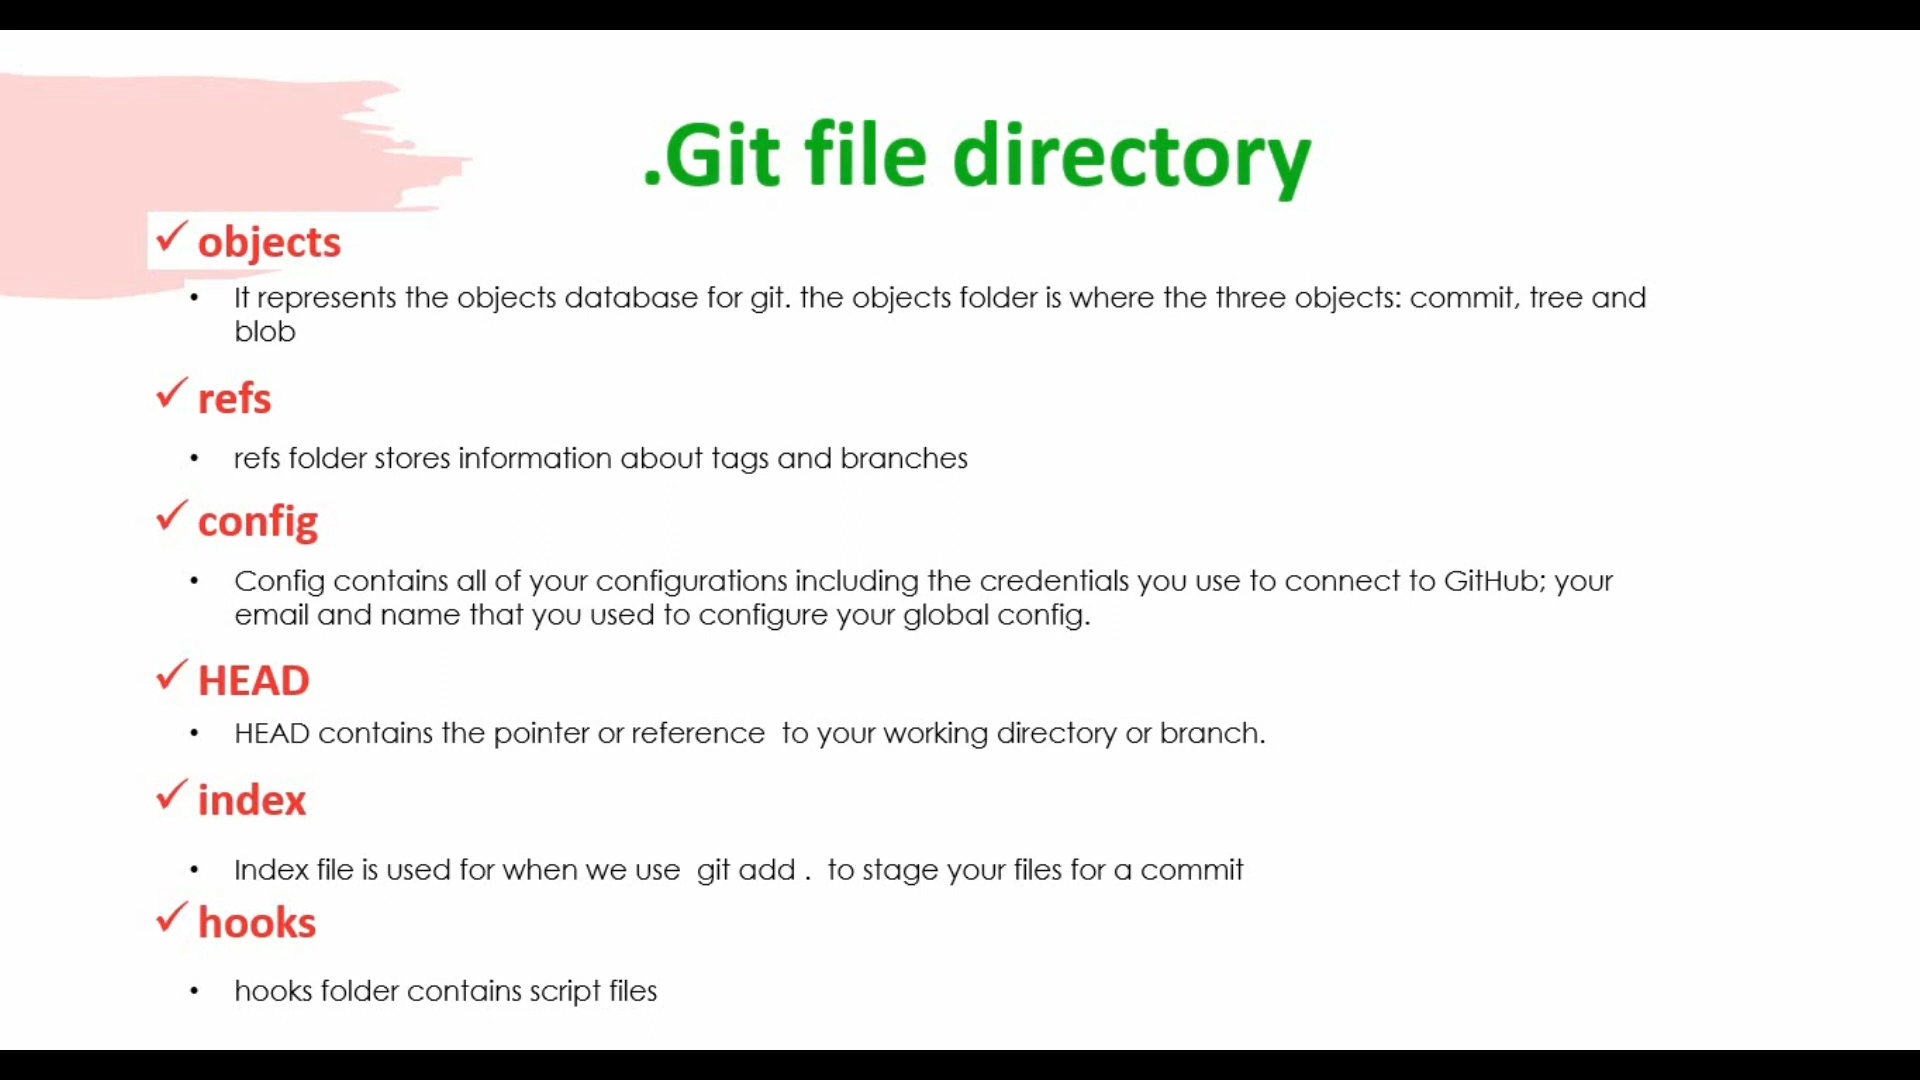 .Git file directory
✓ objects
• It represents the objects database for git. the objects folder is where the three objects: commit, tree and
blob
✓ refs
• refs folder stores information about tags and branches
✓ config
• Config contains all of your configurations including the credentials you use to connect to GitHub; your
email and name that you used to configure your global config.
✓ HEAD
• HEAD contains the pointer or reference  to your working directory or branch.
✓ index
• Index file is used for when we use  git add .  to stage your files for a commit
✓ hooks
• hooks folder contains script files